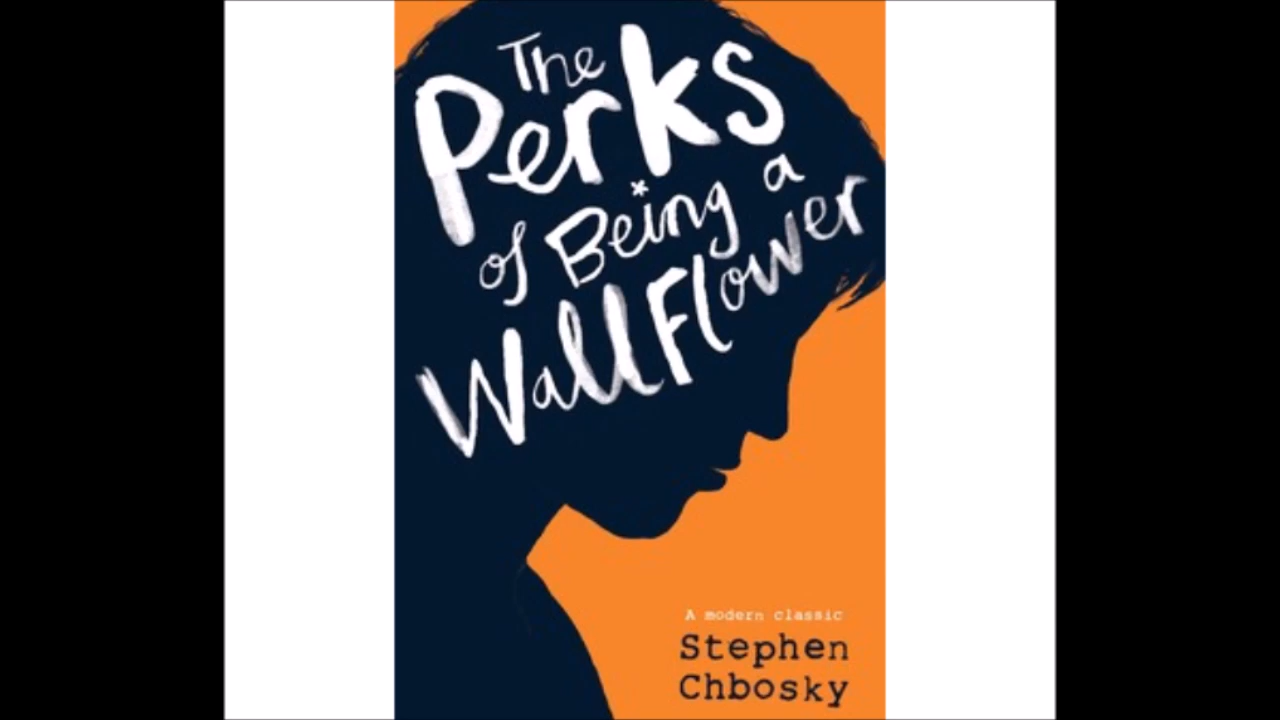 The
Perks
of Being a
WallFlower
A modern classic
Stephen
Chbosky